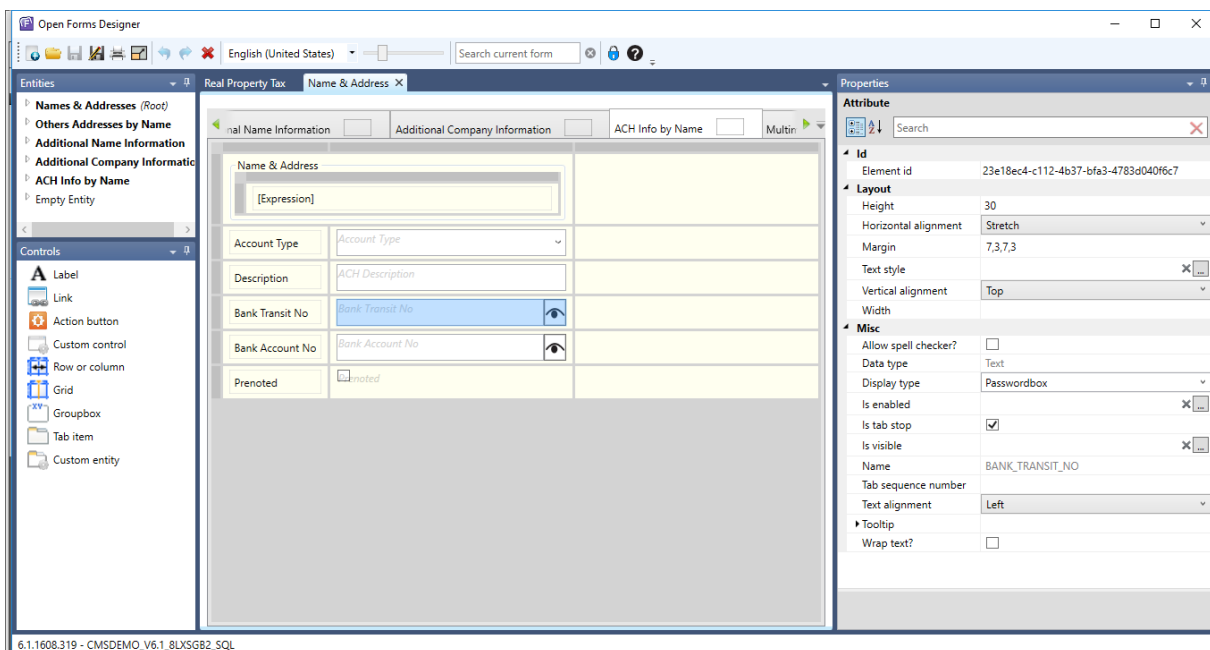 Open Forms Designer
English (United States)
Search current form
Entities
Names & Addresses (Root)
Others Addresses by Name
Additional Name Information
Additional Company Informatio
ACH Info by Name
Empty Entity
Controls
Label
Link
Action button
Custom control
Row or column
Grid
Groupbox
Tab item
Custom entity
Real Property Tax
Name & Address
nal Name Information
Additional Company Information
ACH Info by Name
Multin
Name & Address
[Expression]
Account Type
Account Type
Description
ACH Description
Bank Transit No
Bank Transit No
Bank Account No
Bank Account No
Prenoted
Prenoted
Properties
Attribute
Search
Id
Element id 23e18ec4-c112-4b37-bfa3-4783d040f6c7
Layout
Height 30
Horizontal alignment Stretch
Margin 7,3,7,3
Text style
Vertical alignment Top
Width
Misc
Allow spell checker?
Data type Text
Display type Passwordbox
Is enabled
Is tab stop
Is visible
Name BANK_TRANSIT_NO
Tab sequence number
Text alignment Left
Tooltip
Wrap text?
6.1.1608.319 - CMSDEMO_V6.1_8LXSGB2_SQL